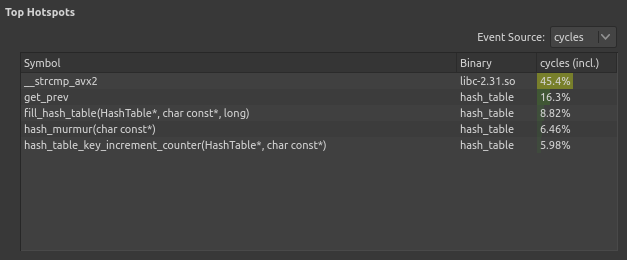 Top Hotspots
Event Source: cycles
Symbol Binary cycles (incl.)
__strcmp_avx2 libc-2.31.so 45.4%
get_prev hash_table 16.3%
fill_hash_table(HashTable*, char const*, long) hash_table 8.82%
hash_murmur(char const*) hash_table 6.46%
hash_table_key_increment_counter(HashTable*, char const*) hash_table 5.98%